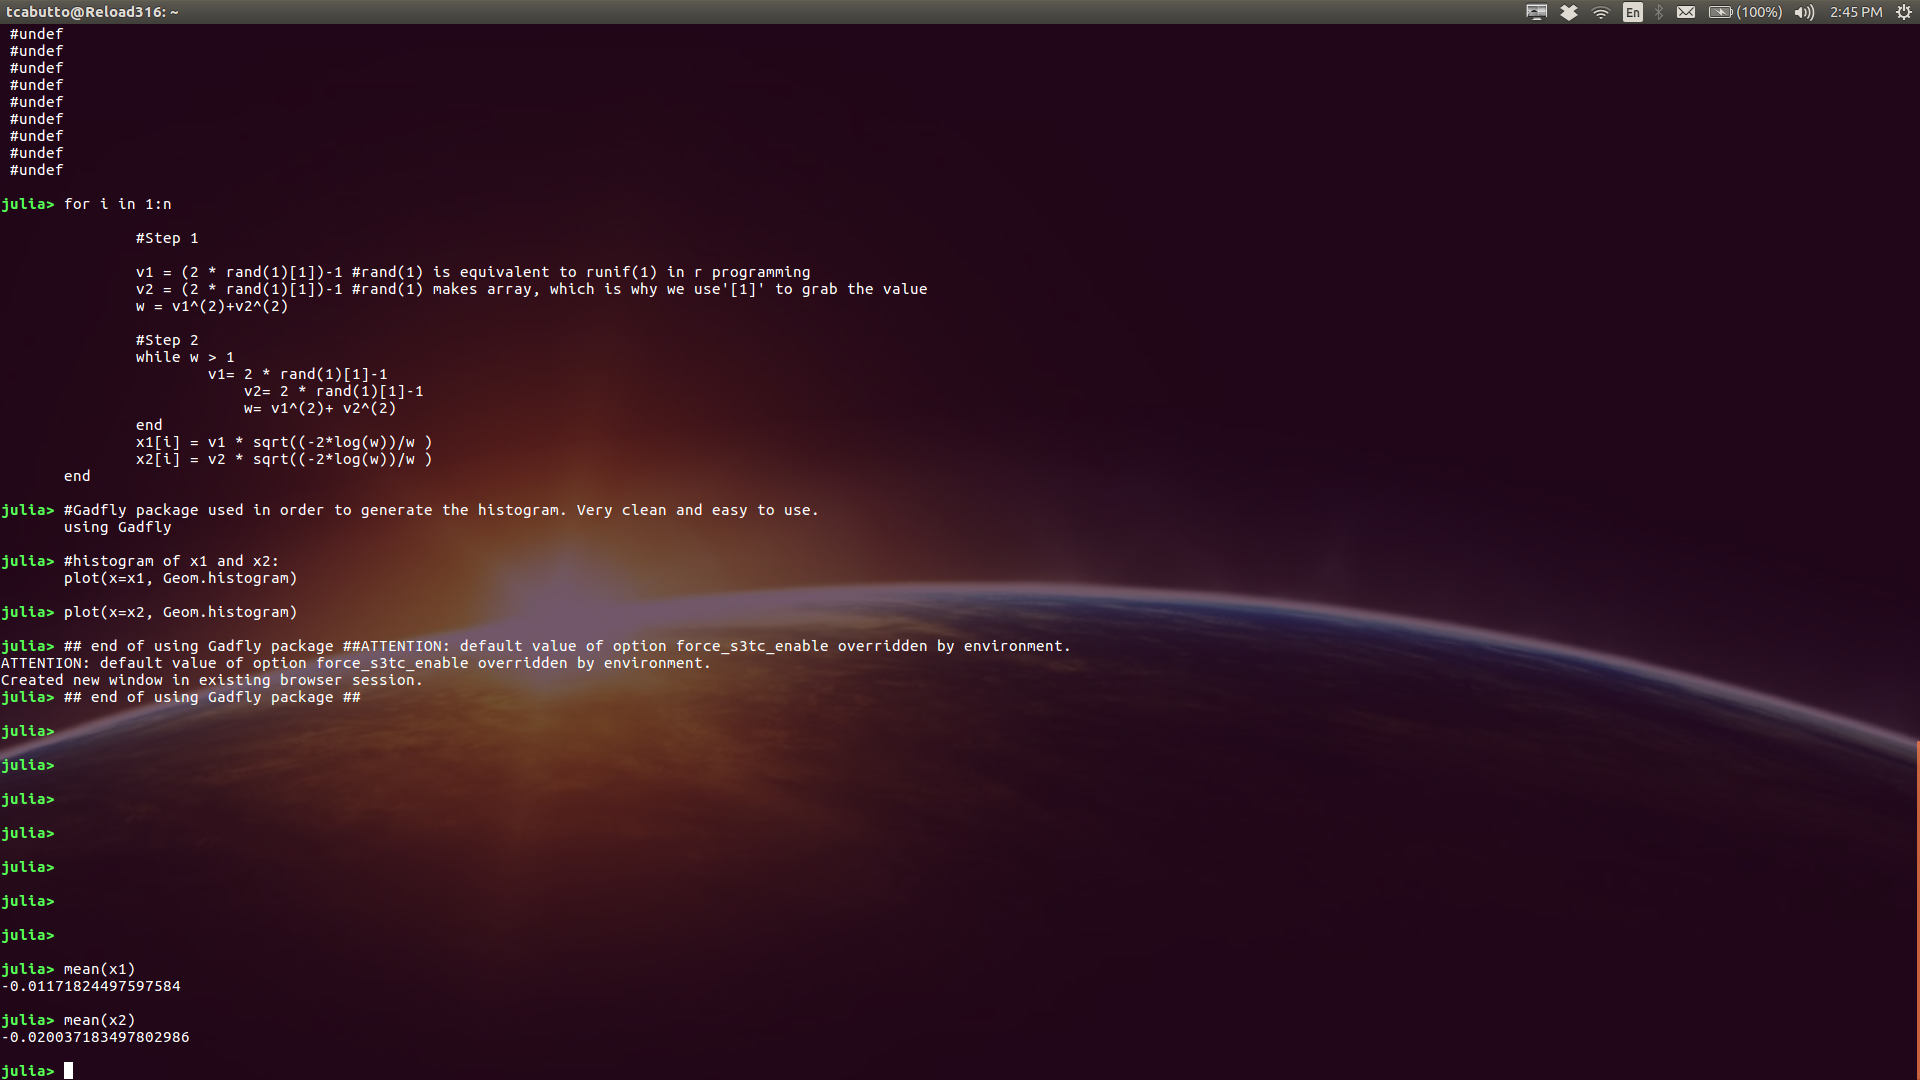 tcabutto@Reload316: ~
En
(100%)
2:45 PM
#undef
#undef
#undef
#undef
#undef
#undef
#undef
#undef
#undef
julia> for i in 1:n
#Step 1
v1 = (2 * rand(1)[1])-1 #rand(1) is equivalent to runif(1) in r programming
v2 = (2 * rand(1)[1])-1 #rand(1) makes array, which is why we use'[1]' to grab the value
w = v1^(2)+v2^(2)
#Step 2
while w > 1
v1= 2 * rand(1)[1]-1
v2= 2 * rand(1)[1]-1
w= v1^(2)+ v2^(2)
end
x1[i] = v1 * sqrt((-2*log(w))/w )
x2[i] = v2 * sqrt((-2*log(w))/w )
end
julia> #Gadfly package used in order to generate the histogram. Very clean and easy to use.
using Gadfly
julia> #histogram of x1 and x2:
plot(x=x1, Geom.histogram)
julia> plot(x=x2, Geom.histogram)
julia> ## end of using Gadfly package ##ATTENTION: default value of option force_s3tc_enable overridden by environment.
ATTENTION: default value of option force_s3tc_enable overridden by environment.
Created new window in existing browser session.
julia> ## end of using Gadfly package ##
julia>
julia>
julia>
julia>
julia>
julia>
julia>
julia> mean(x1)
-0.01171824497597584
julia> mean(x2)
-0.020037183497802986
julia>